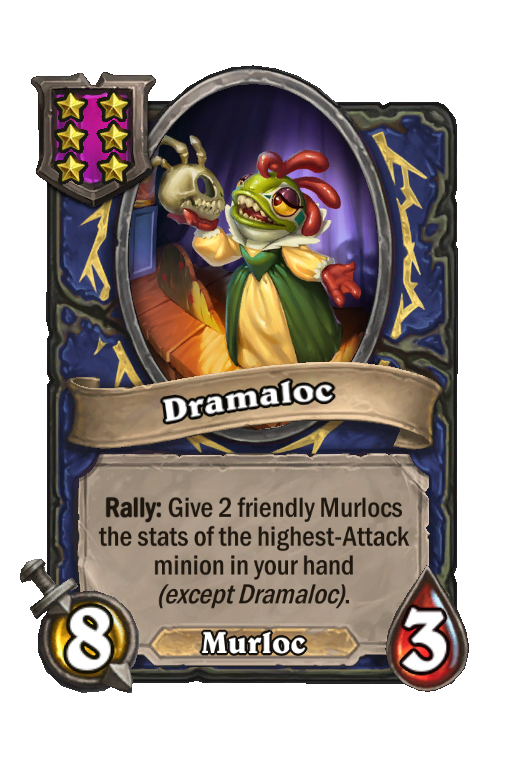 Dramaloc
Rally: Give 2 friendly Murlocs
the stats of the highest-Attack
minion in your hand
(except Dramaloc).
8
Murloc
3